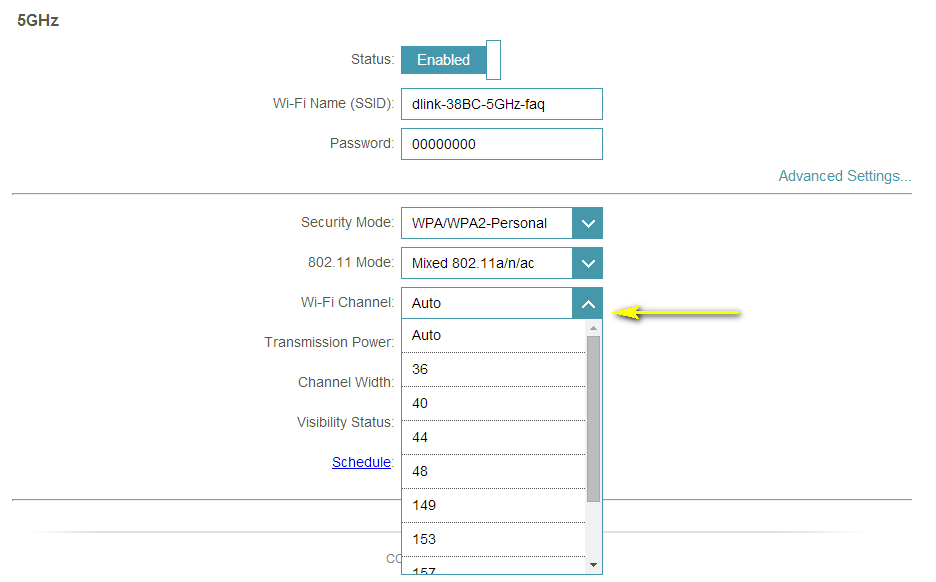 5GHz
Status: Enabled
Wi-Fi Name (SSID): dlink-38BC-5GHz-faq
Password: 00000000
Advanced Settings...
Security Mode: WPA/WPA2-Personal
802.11 Mode: Mixed 802.11a/n/ac
Wi-Fi Channel: Auto
Transmission Power: Auto
36
Channel Width:
40
Visibility Status:
44
Schedule:
48
149
153
157